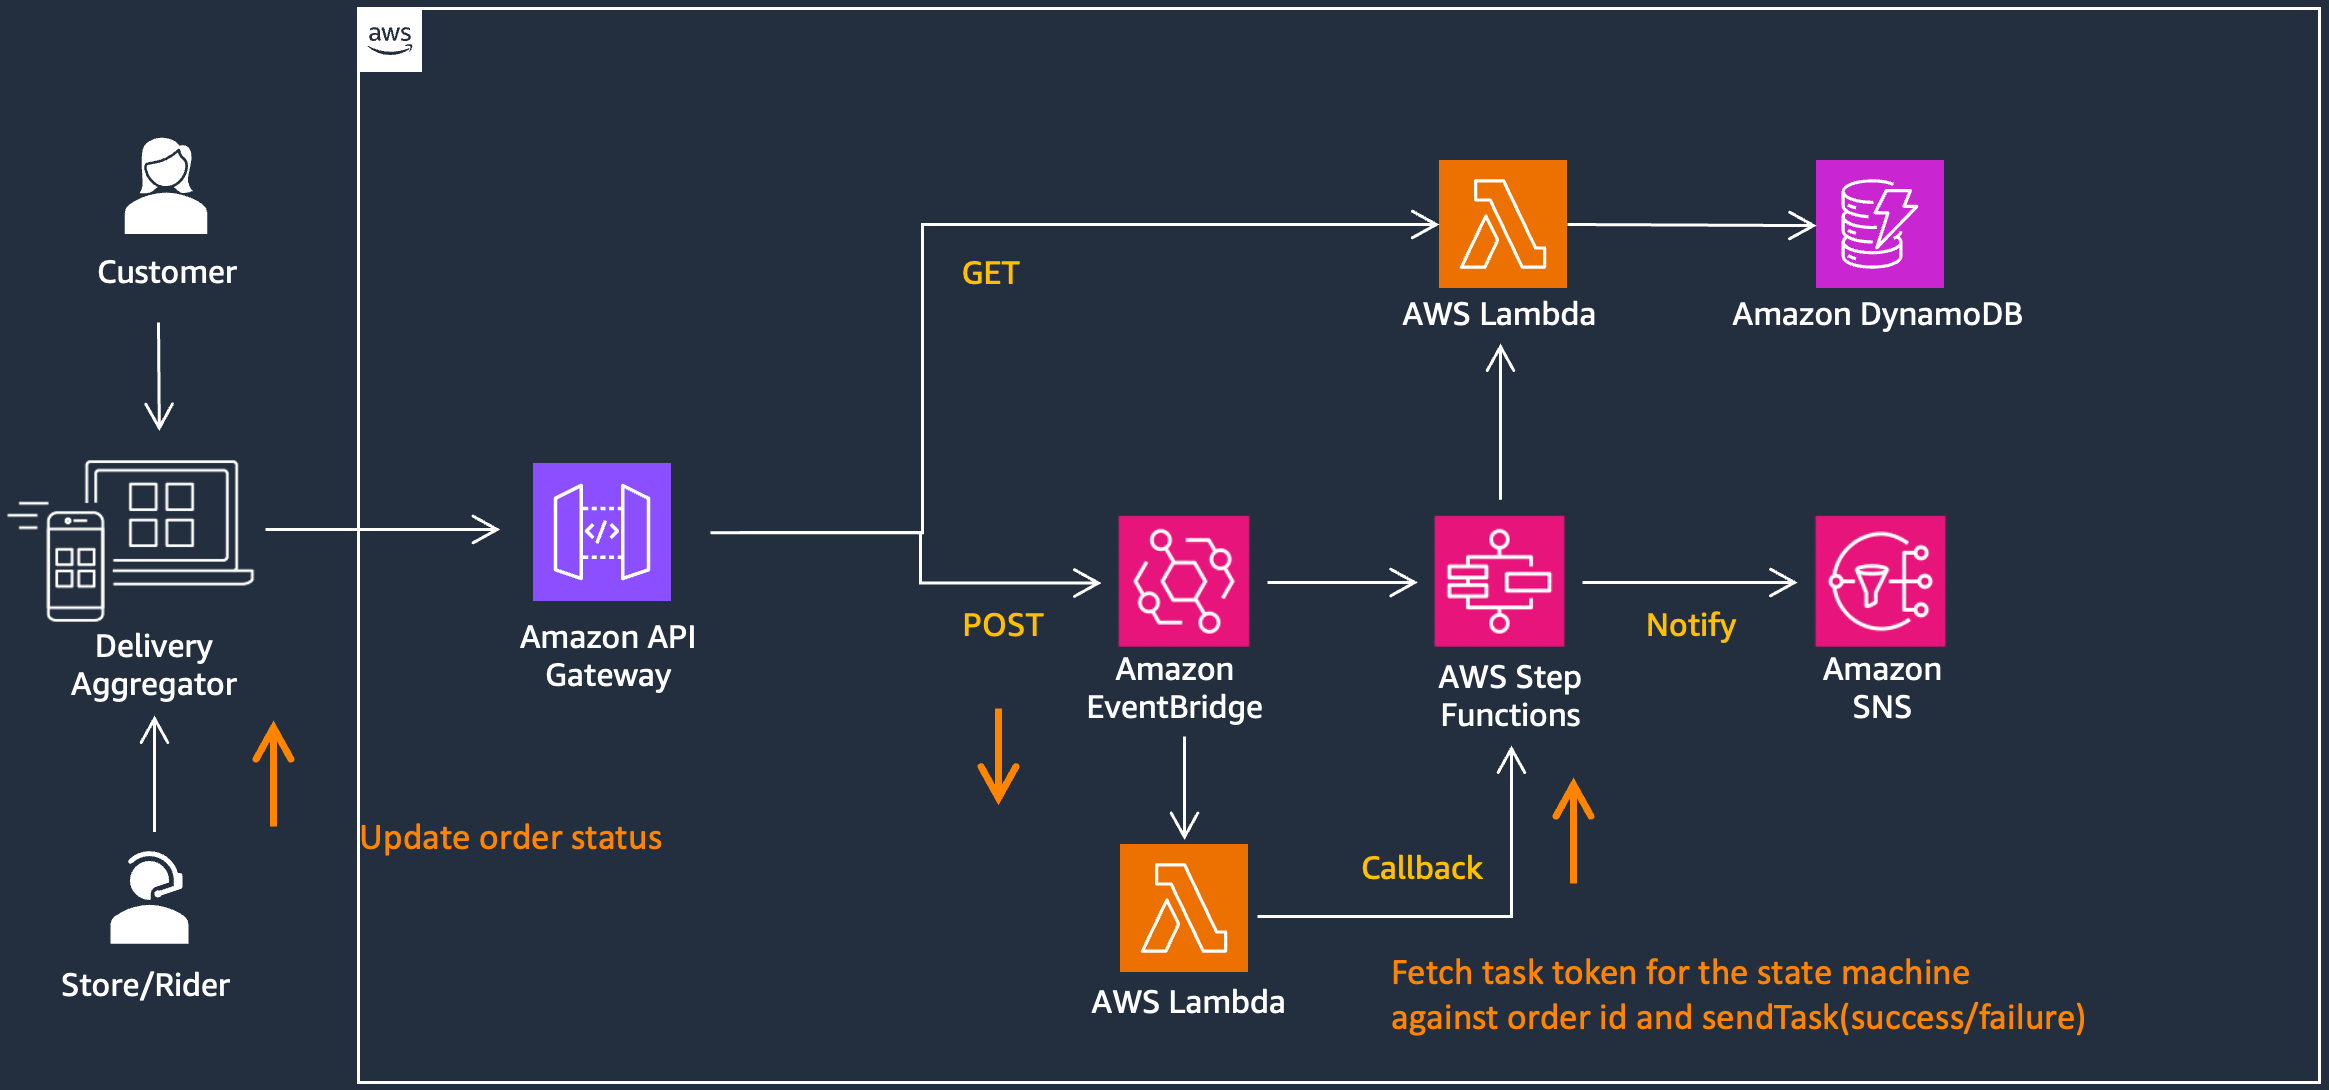 aws
Customer
GET
AWS Lambda
Amazon DynamoDB
Delivery
Aggregator
Amazon API
Gateway
POST
Amazon
EventBridge
AWS Step
Functions
Notify
Amazon
SNS
Update order status
Store/Rider
Callback
AWS Lambda
Fetch task token for the state machine
against order id and sendTask(success/failure)